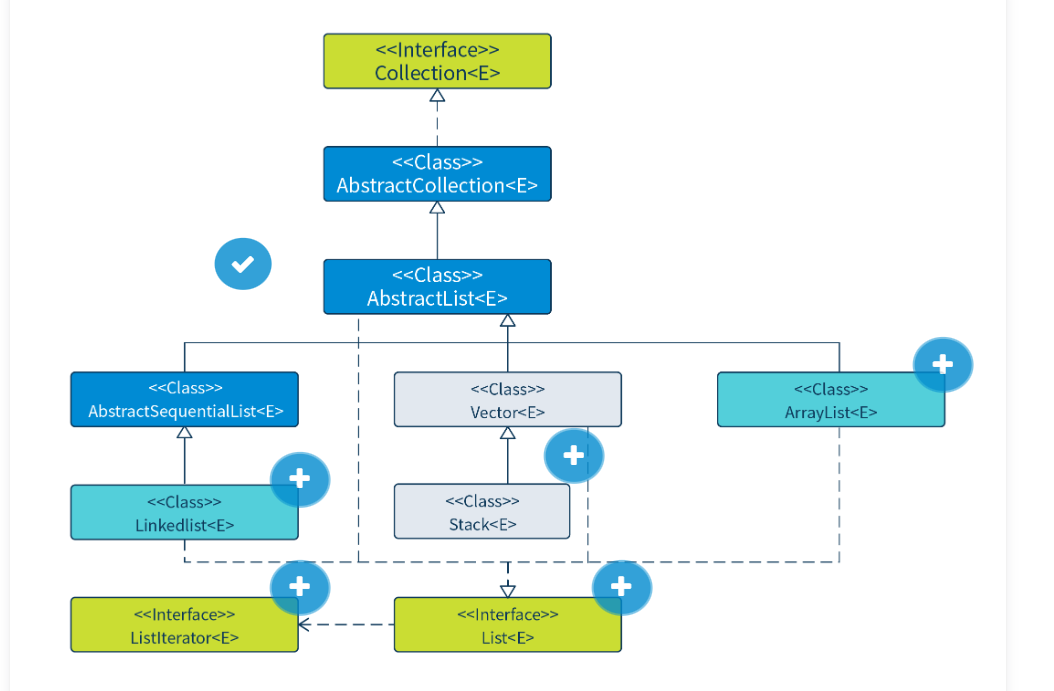 <<Interface>>
Collection<E>
<<Class>>
AbstractCollection<E>
<<Class>>
AbstractList<E>
<<Class>>
AbstractSequentialList<E>
<<Class>>
Vector<E>
<<Class>>
ArrayList<E>
<<Class>>
Linkedlist<E>
<<Class>>
Stack<E>
<<Interface>>
ListIterator<E>
<<Interface>>
List<E>